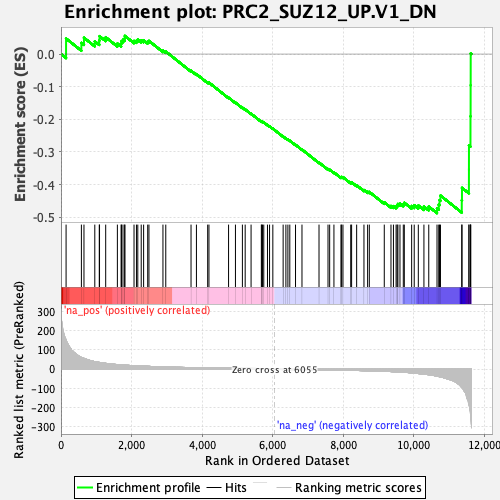 Enrichment plot: PRC2_SUZ12_UP.V1_DN
Enrichment score (ES)
0.0
-0.1
-0.2
-0.3
-0.4
-0.5
'na_pos' (positively correlated)
Ranked list metric (PreRanked)
300
200
100
0
-100
-200
-300
Zero cross at 6055
'na_neg' (negatively correlated)
0
2,000
4,000
6,000
8,000
10,000
12,000
Rank in Ordered Dataset
Enrichment profile
Hits
Ranking metric scores